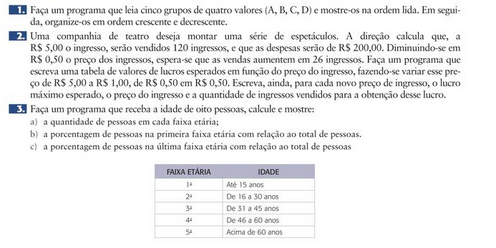 1. Faça um programa que leia cinco grupos de quatro valores (A, B, C, D) e mostre-os na ordem lida. Em segui-
da, organize-os em ordem crescente e decrescente.
2. Uma companhia de teatro deseja montar uma série de espetáculos. A direção calcula que, a
R$ 5,00 o ingresso, serão vendidos 120 ingressos, e que as despesas serão de R$ 200,00. Diminuindo-se em
R$ 0,50 o preço dos ingressos, espera-se que as vendas aumentem em 26 ingressos. Faça um programa que
escreva uma tabela de valores de lucros esperados em função do preço do ingresso, fazendo-se variar esse pre-
ço de R$ 5,00 a R$ 1,00, de R$ 0,50 em R$ 0,50. Escreva, ainda, para cada novo preço de ingresso, o lucro
máximo esperado, o preço do ingresso e a quantidade de ingressos vendidos para a obtenção desse lucro.
3. Faça um programa que receba a idade de oito pessoas, calcule e mostre:
a) a quantidade de pessoas em cada faixa etária;
b) a porcentagem de pessoas na primeira faixa etária com relação ao total de pessoas.
c) a porcentagem de pessoas na última faixa etária com relação ao total de pessoas
FAIXA ETÁRIA IDADE
1ª Até 15 anos
2ª De 16 a 30 anos
3ª De 31 a 45 anos
4ª De 46 a 60 anos
5ª Acima de 60 anos